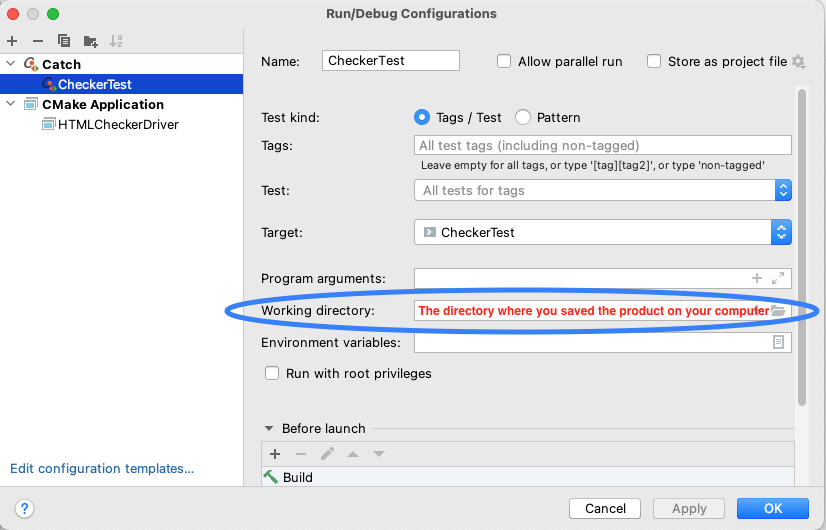 Run/Debug Configurations
Catch
CheckerTest
CMake Application
HTMLCheckerDriver
Edit configuration templates...
Name: CheckerTest Allow parallel run Store as project file
Test kind: Tags / Test Pattern
Tags: All test tags (including non-tagged)
Leave empty for all tags, or type '[tag][tag2]', or type 'non-tagged'
Test: All tests for tags
Target: CheckerTest
Program arguments:
Working directory: The directory where you saved the product on your computer
Environment variables:
Run with root privileges
Before launch
Build
? Cancel Apply OK